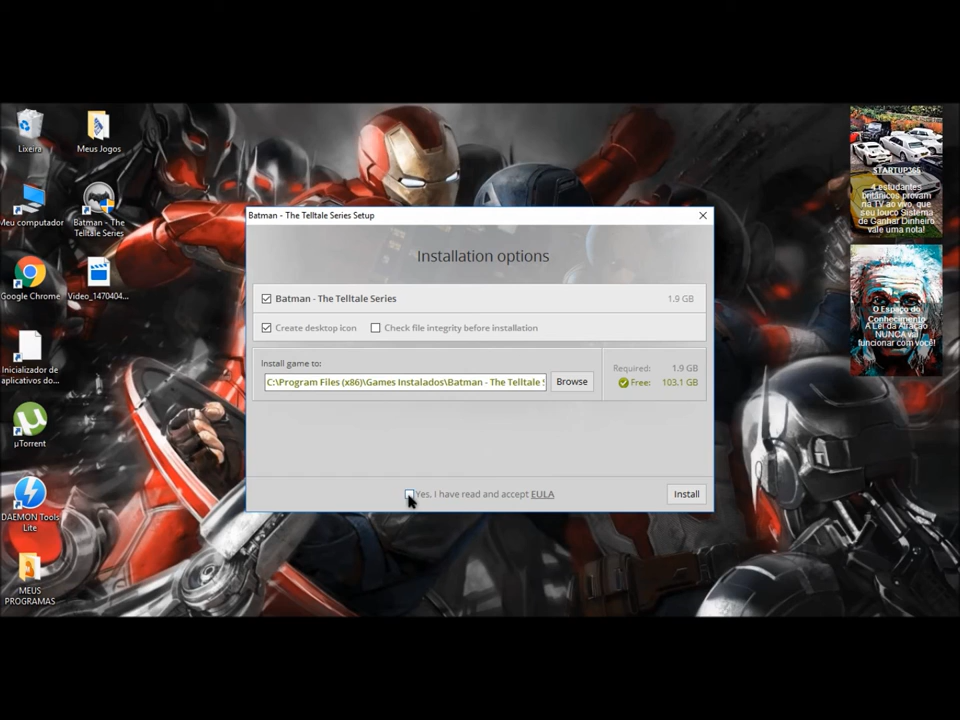 Lixeira
Meus Jogos
Meu computador
Batman - The
Telltale Series
Google Chrome
Video_1470404...
Inicializador de
aplicativos do...
µTorrent
DAEMON Tools
Lite
MEUS
PROGRAMAS
Batman - The Telltale Series Setup
Installation options
Batman - The Telltale Series
1.9 GB
Create desktop icon
Check file integrity before installation
Install game to:
C:\Program Files (x86)\Games Instalados\Batman - The Telltale S
Browse
Required: 1.9 GB
Free: 103.1 GB
Yes, I have read and accept EULA
Install
STARTUP365
4 estudantes
britânicos provam
na TV ao vivo, que
seu louco Sistema
de Ganhar Dinheiro
vale uma nota!
O Espaço do
Conhecimento
A Lei da Atração
NUNCA vai
funcionar com você!